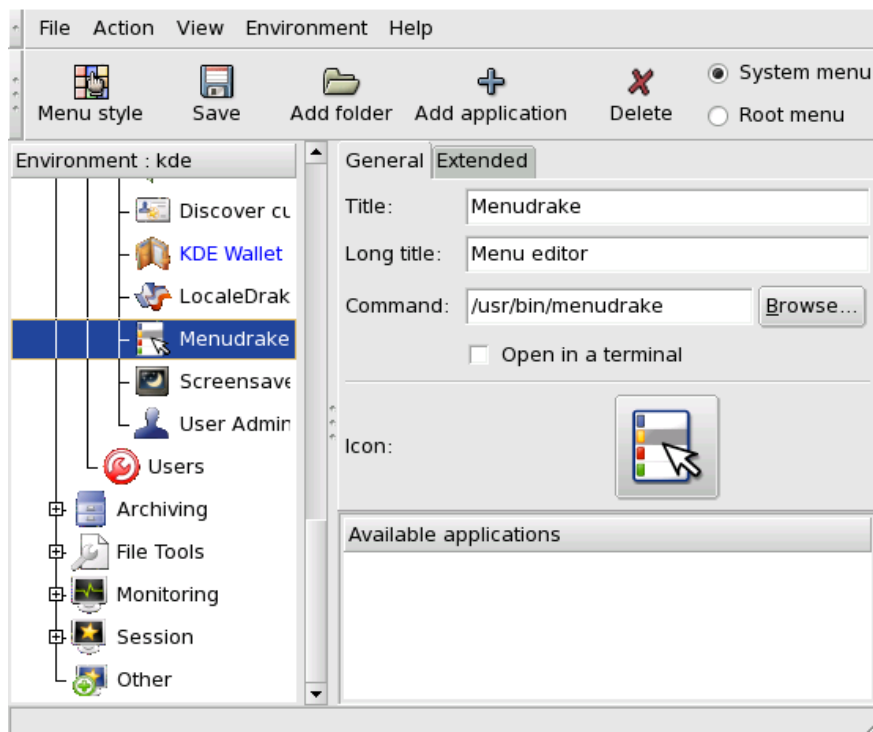 File Action View Environment Help
Menu style Save Add folder Add application Delete System menu
Root menu
Environment : kde
Discover cu
KDE Wallet
LocaleDrak
Menudrake
Screensave
User Admin
Users
Archiving
File Tools
Monitoring
Session
Other
General Extended
Title: Menudrake
Long title: Menu editor
Command: /usr/bin/menudrake Browse...
Open in a terminal
Icon:
Available applications